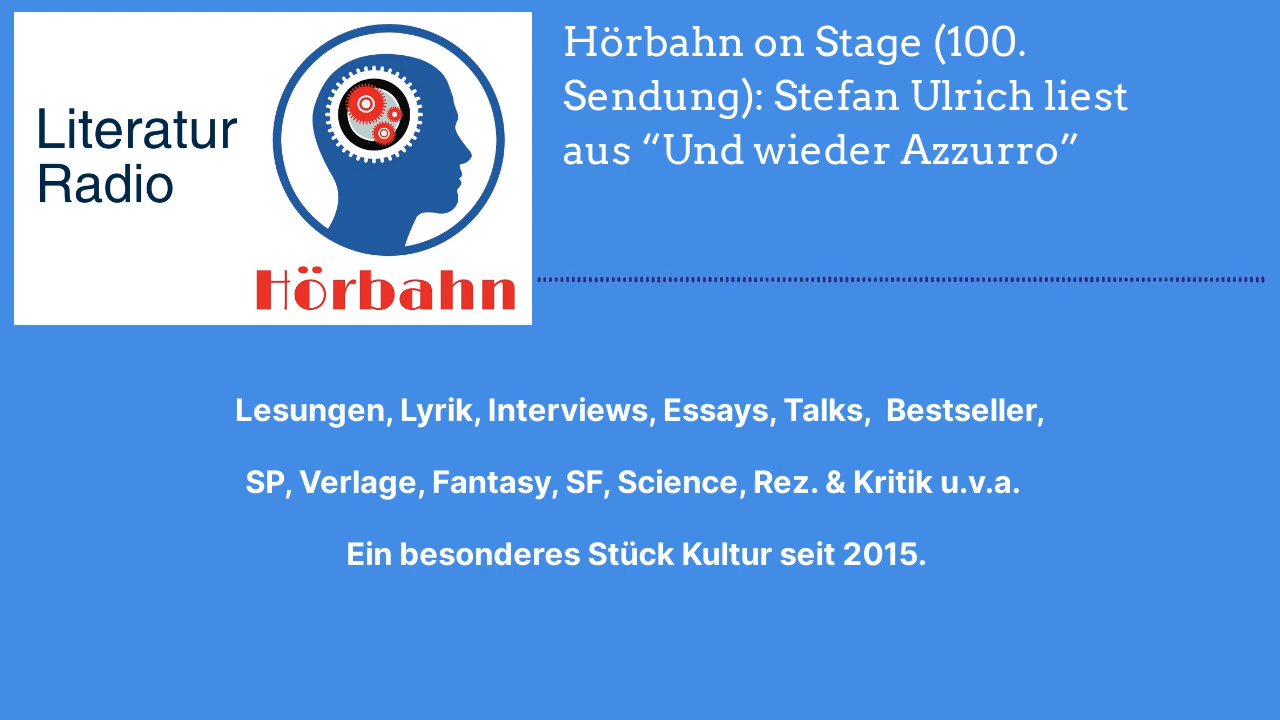 Literatur
Radio
Hörbahn
Hörbahn on Stage (100.
Sendung): Stefan Ulrich liest
aus “Und wieder Azzurro”
Lesungen, Lyrik, Interviews, Essays, Talks,  Bestseller,
SP, Verlage, Fantasy, SF, Science, Rez. & Kritik u.v.a.
Ein besonderes Stück Kultur seit 2015.